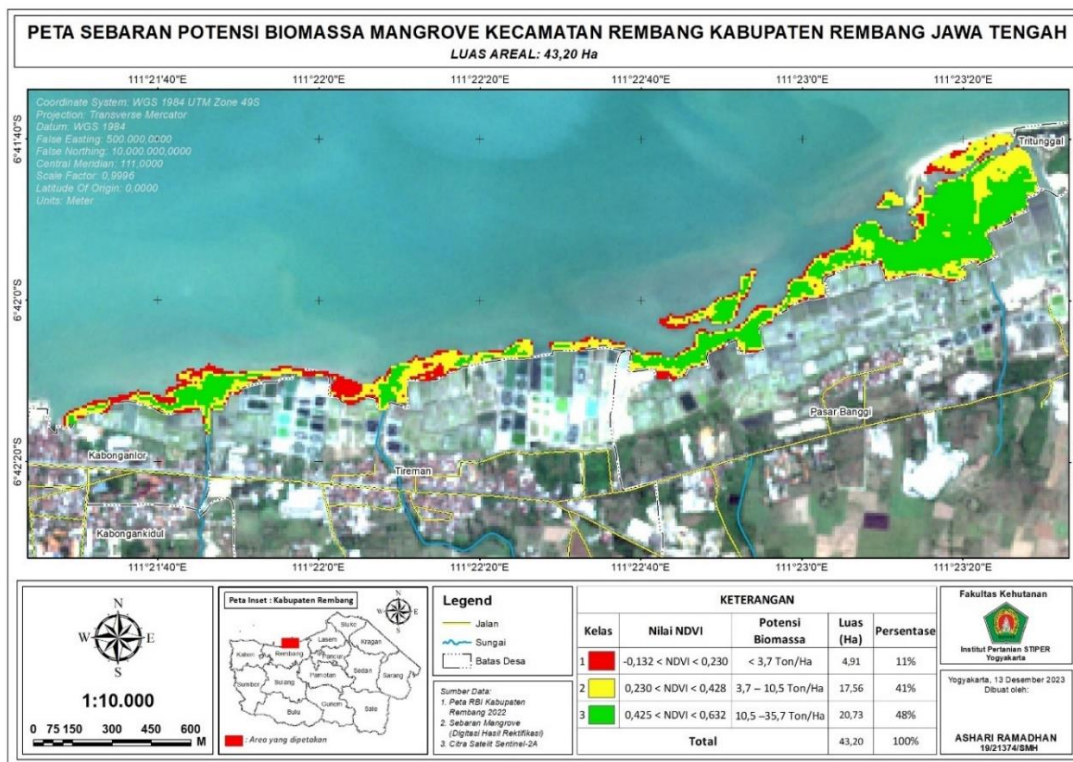 PETA SEBARAN POTENSI BIOMASSA MANGROVE KECAMATAN REMBANG KABUPATEN REMBANG JAWA TENGAH
LUAS AREAL: 43,20 Ha
111°21'40"E 111°22'0"E 111°22'20"E 111°22'40"E 111°23'0"E 111°23'20"E
Coordinate System: WGS 1984 UTM Zone 49S
Projection: Transverse Mercator
Datum: WGS 1984
False Easting: 500.000,0000
False Northing: 10.000.000,0000
Central Meridian: 111,0000
Scale Factor: 0,9996
Latitude Of Origin: 0,0000
Units: Meter
6°41'40"S 6°41'40"S
Tritunggal
6°42'0"S 6°42'0"S
Pasar Banggi
6°42'20"S 6°42'20"S
Kabonganlor
Tireman
Kabongankidul
111°21'40"E 111°22'0"E 111°22'20"E 111°22'40"E 111°23'0"E 111°23'20"E
N
W E
S
1:10.000
0 75 150 300 450 600
M
Peta Inset : Kabupaten Rembang
N
W E
S
Sluke
Lasem
Kragan
Kaliori
Rembang
Pancur
Pamotan
Sedan
Sarang
Sumber
Sulang
Gunem
Sale
Bulu
: Area yang dipetakan
Legend
Jalan
Sungai
Batas Desa
Sumber Data:
1. Peta RBI Kabupaten
Rembang 2022
2. Sebaran Mangrove
(Digitasi Hasil Rektifikasi)
3. Citra Satelit Sentinel-2A
KETERANGAN
Kelas Nilai NDVI Potensi Biomassa Luas (Ha) Persentase
1 -0,132 < NDVI < 0,230 < 3,7 Ton/Ha 4,91 11%
2 0,230 < NDVI < 0,428 3,7 – 10,5 Ton/Ha 17,56 41%
3 0,425 < NDVI < 0,632 10,5 –35,7 Ton/Ha 20,73 48%
Total 43,20 100%
Fakultas Kehutanan
Institut Pertanian STIPER
Yogyakarta
Yogyakarta, 13 Desember 2023
Dibuat oleh:
ASHARI RAMADHAN
19/21374/SMH